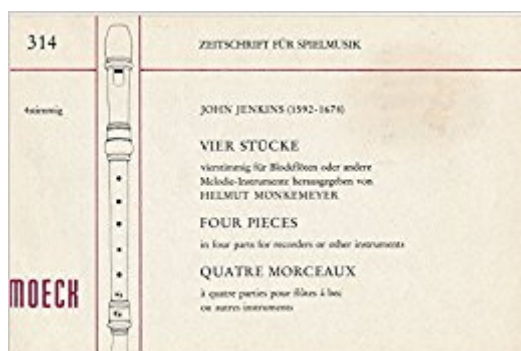 314
ZEITSCHRIFT FÜR SPIELMUSIK
4stimmig
JOHN JENKINS (1592-1678)
VIER STÜCKE
vierstimmig für Blockflöten oder andere
Melodie-Instrumente herausgegeben von
HELMUT MÖNKEMEYER
FOUR PIECES
in four parts for recorders or other instruments
QUATRE MORCEAUX
à quatre parties pour flûtes à bec
ou autres instruments
MOECK